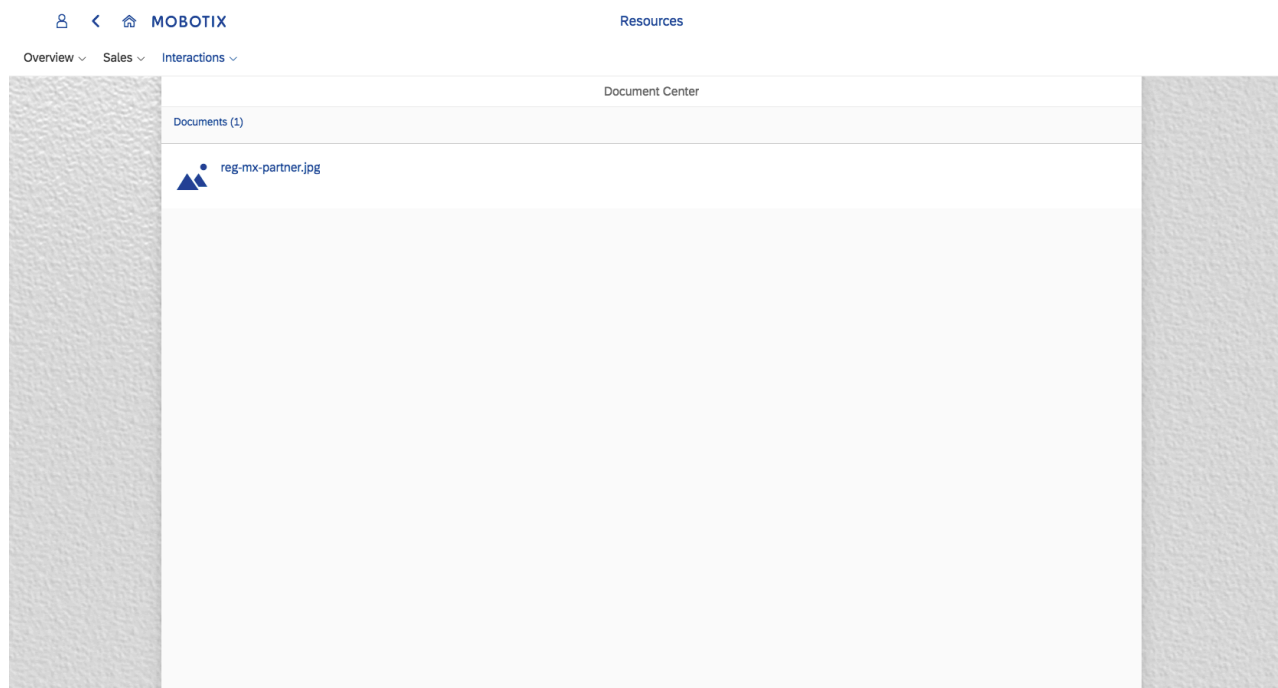 MOBOTIX
Resources
Overview
Sales
Interactions
Document Center
Documents (1)
reg-mx-partner.jpg